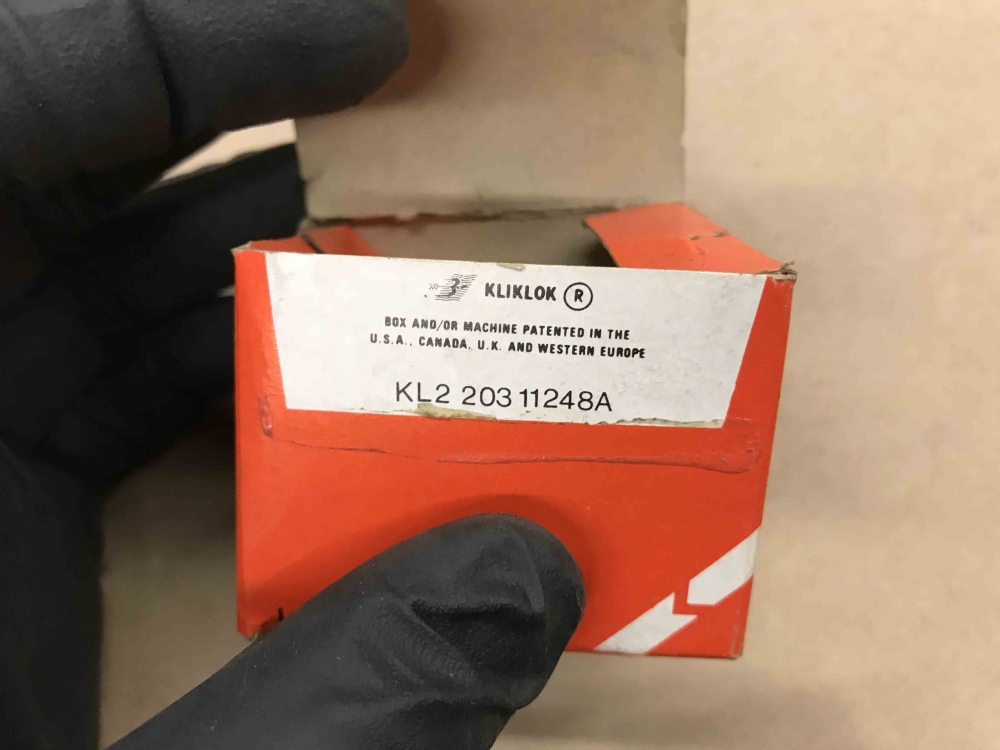 KLIKLOK ®
BOX AND/OR MACHINE PATENTED IN THE
U.S.A., CANADA, U.K. AND WESTERN EUROPE
KL2 203 11248A